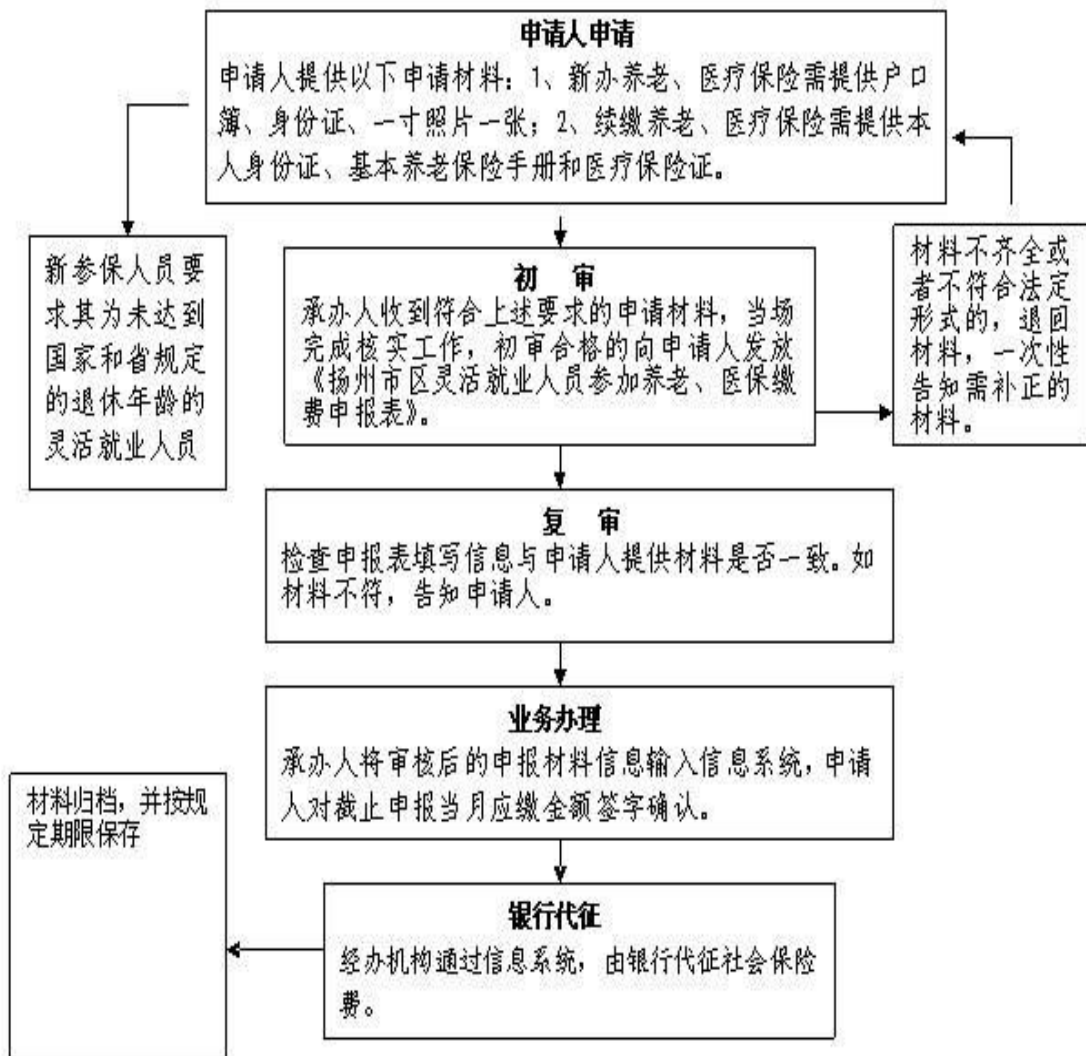 申请人申请
申请人提供以下申请材料：1、新办养老、医疗保险需提供户口
簿、身份证、一寸照片一张；2、续缴养老、医疗保险需提供本
人身份证、基本养老保险手册和医疗保险证。
新参保人员要
求其为未达到
国家和省规定
的退休年龄的
灵活就业人员
初 审
承办人收到符合上述要求的申请材料，当场
完成核实工作，初审合格的向申请人发放
《扬州市区灵活就业人员参加养老、医保缴
费申报表》。
材料不齐全或
者不符合法定
形式的，退回
材料，一次性
告知需补正的
材料。
复 审
检查申报表填写信息与申请人提供材料是否一致。如
材料不符，告知申请人。
业务办理
承办人将审核后的申报材料信息输入信息系统，申请
人对截止申报当月应缴金额签字确认。
材料归档，并按规
定期限保存
银行代征
经办机构通过信息系统，由银行代征社会保险
费。